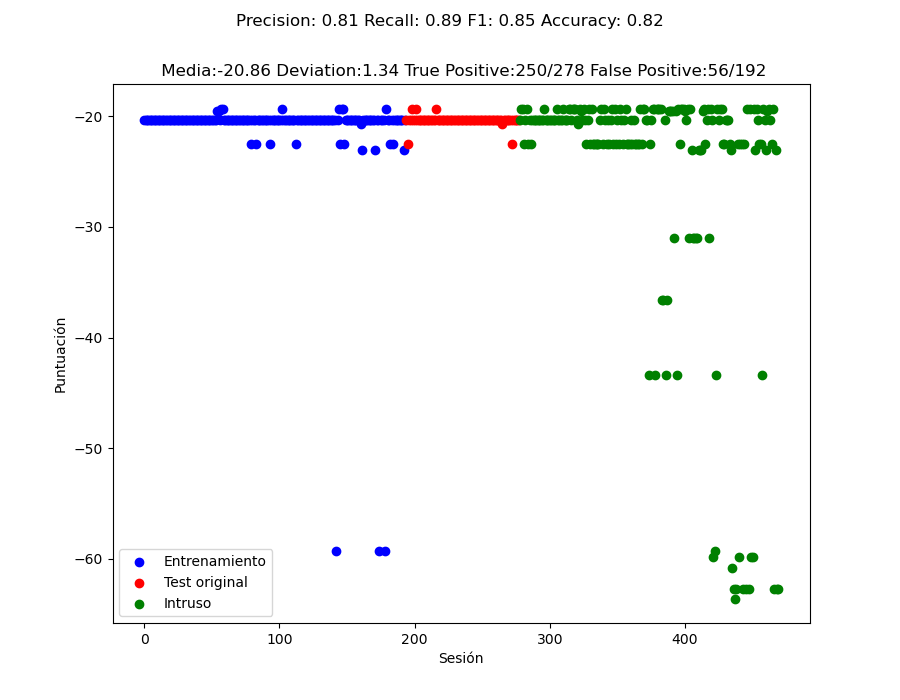 Precision: 0.81 Recall: 0.89 F1: 0.85 Accuracy: 0.82
Media:-20.86 Deviation:1.34 True Positive:250/278 False Positive:56/192
−20
−30
−40
−50
−60
Puntuación
Entrenamiento
Test original
Intruso
0
100
200
300
400
Sesión